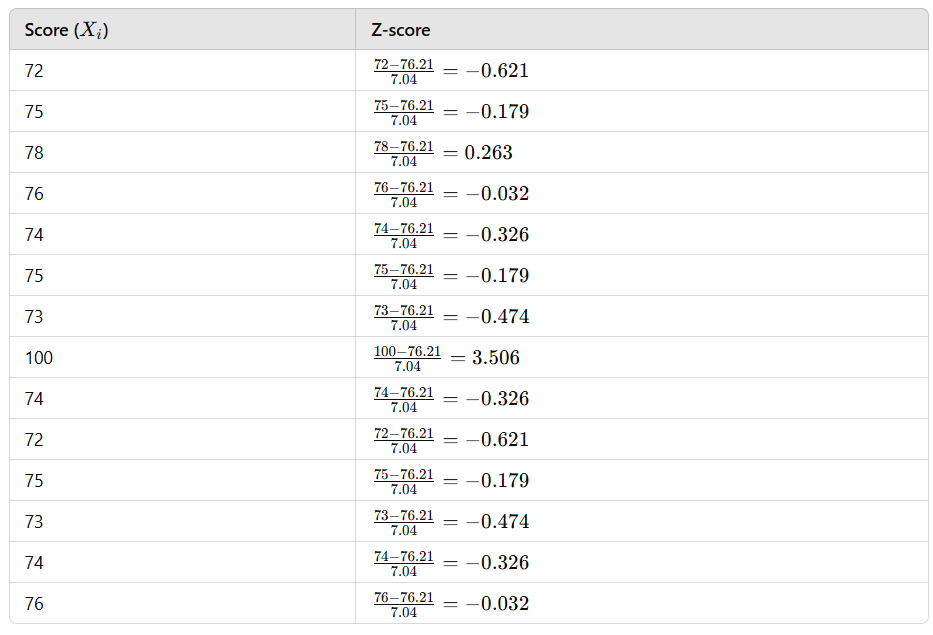 Score (Xᵢ) Z-score
72 \frac{72-76.21}{7.04} = −0.621
75 \frac{75-76.21}{7.04} = −0.179
78 \frac{78-76.21}{7.04} = 0.263
76 \frac{76-76.21}{7.04} = −0.032
74 \frac{74-76.21}{7.04} = −0.326
75 \frac{75-76.21}{7.04} = −0.179
73 \frac{73-76.21}{7.04} = −0.474
100 \frac{100-76.21}{7.04} = 3.506
74 \frac{74-76.21}{7.04} = −0.326
72 \frac{72-76.21}{7.04} = −0.621
75 \frac{75-76.21}{7.04} = −0.179
73 \frac{73-76.21}{7.04} = −0.474
74 \frac{74-76.21}{7.04} = −0.326
76 \frac{76-76.21}{7.04} = −0.032